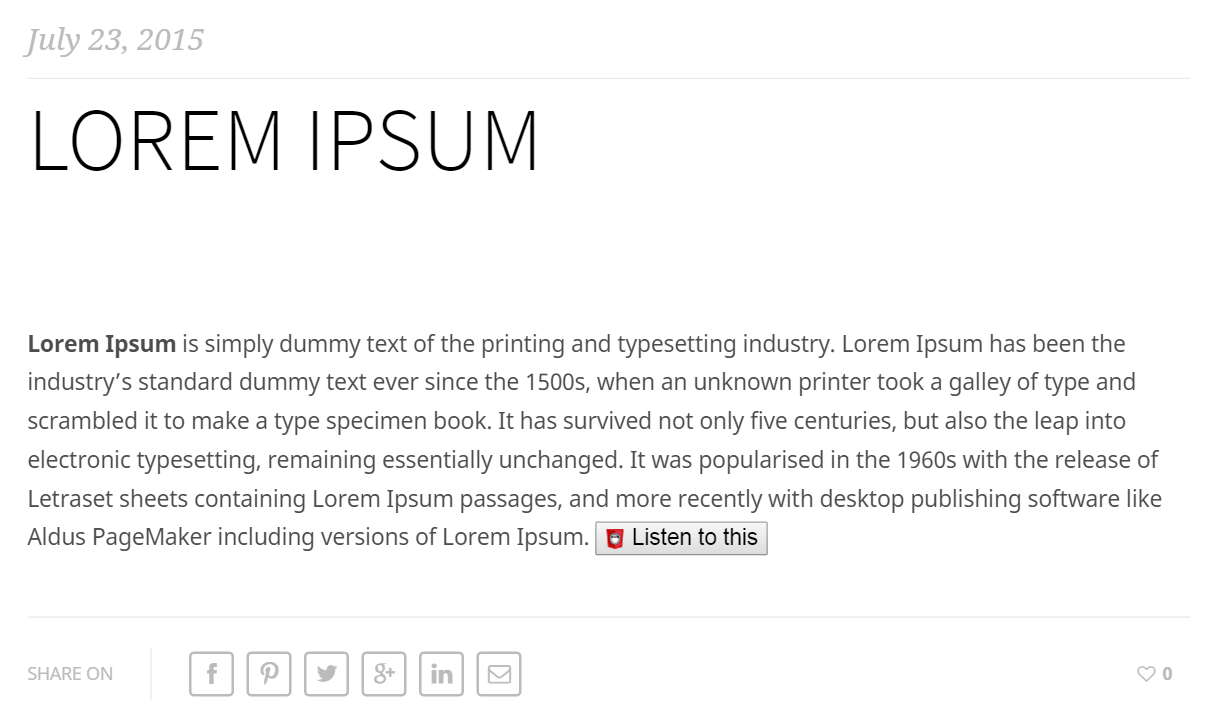 July 23, 2015
LOREM IPSUM
Lorem Ipsum is simply dummy text of the printing and typesetting industry. Lorem Ipsum has been the
industry’s standard dummy text ever since the 1500s, when an unknown printer took a galley of type and
scrambled it to make a type specimen book. It has survived not only five centuries, but also the leap into
electronic typesetting, remaining essentially unchanged. It was popularised in the 1960s with the release of
Letraset sheets containing Lorem Ipsum passages, and more recently with desktop publishing software like
Aldus PageMaker including versions of Lorem Ipsum. Listen to this
SHARE ON f g+ in 0